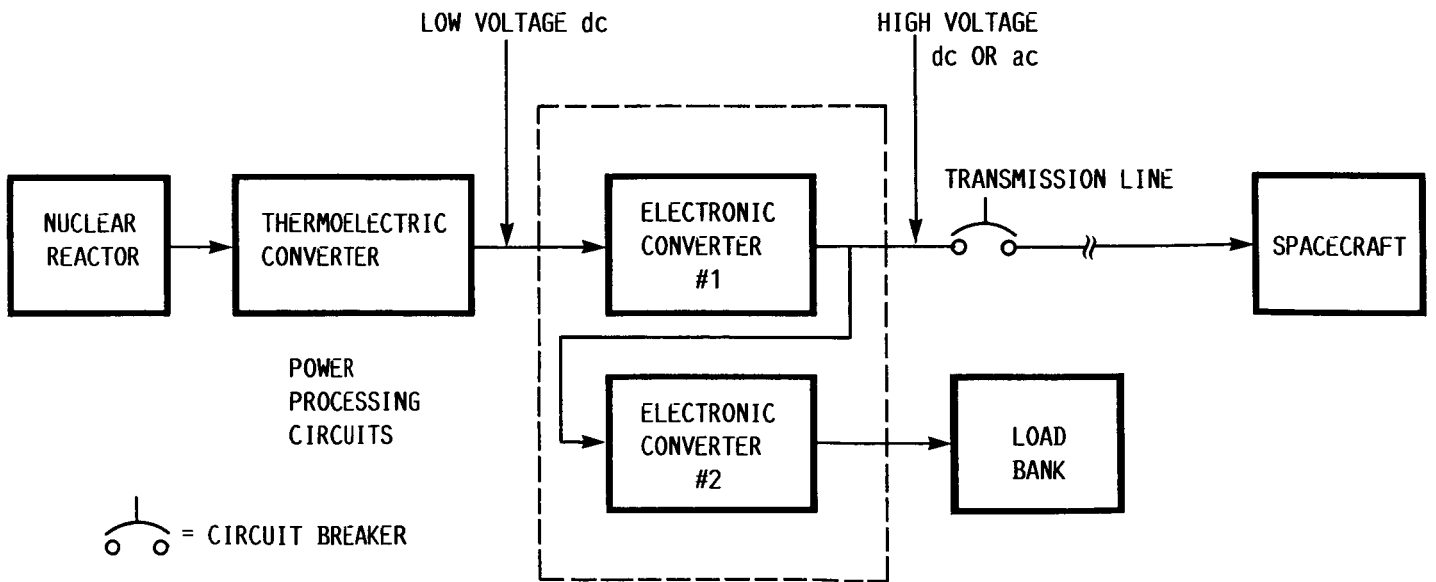 LOW VOLTAGE dc
HIGH VOLTAGE
dc OR ac
NUCLEAR
REACTOR
THERMOELECTRIC
CONVERTER
ELECTRONIC
CONVERTER
#1
TRANSMISSION LINE
SPACECRAFT
POWER
PROCESSING
CIRCUITS
ELECTRONIC
CONVERTER
#2
LOAD
BANK
= CIRCUIT BREAKER